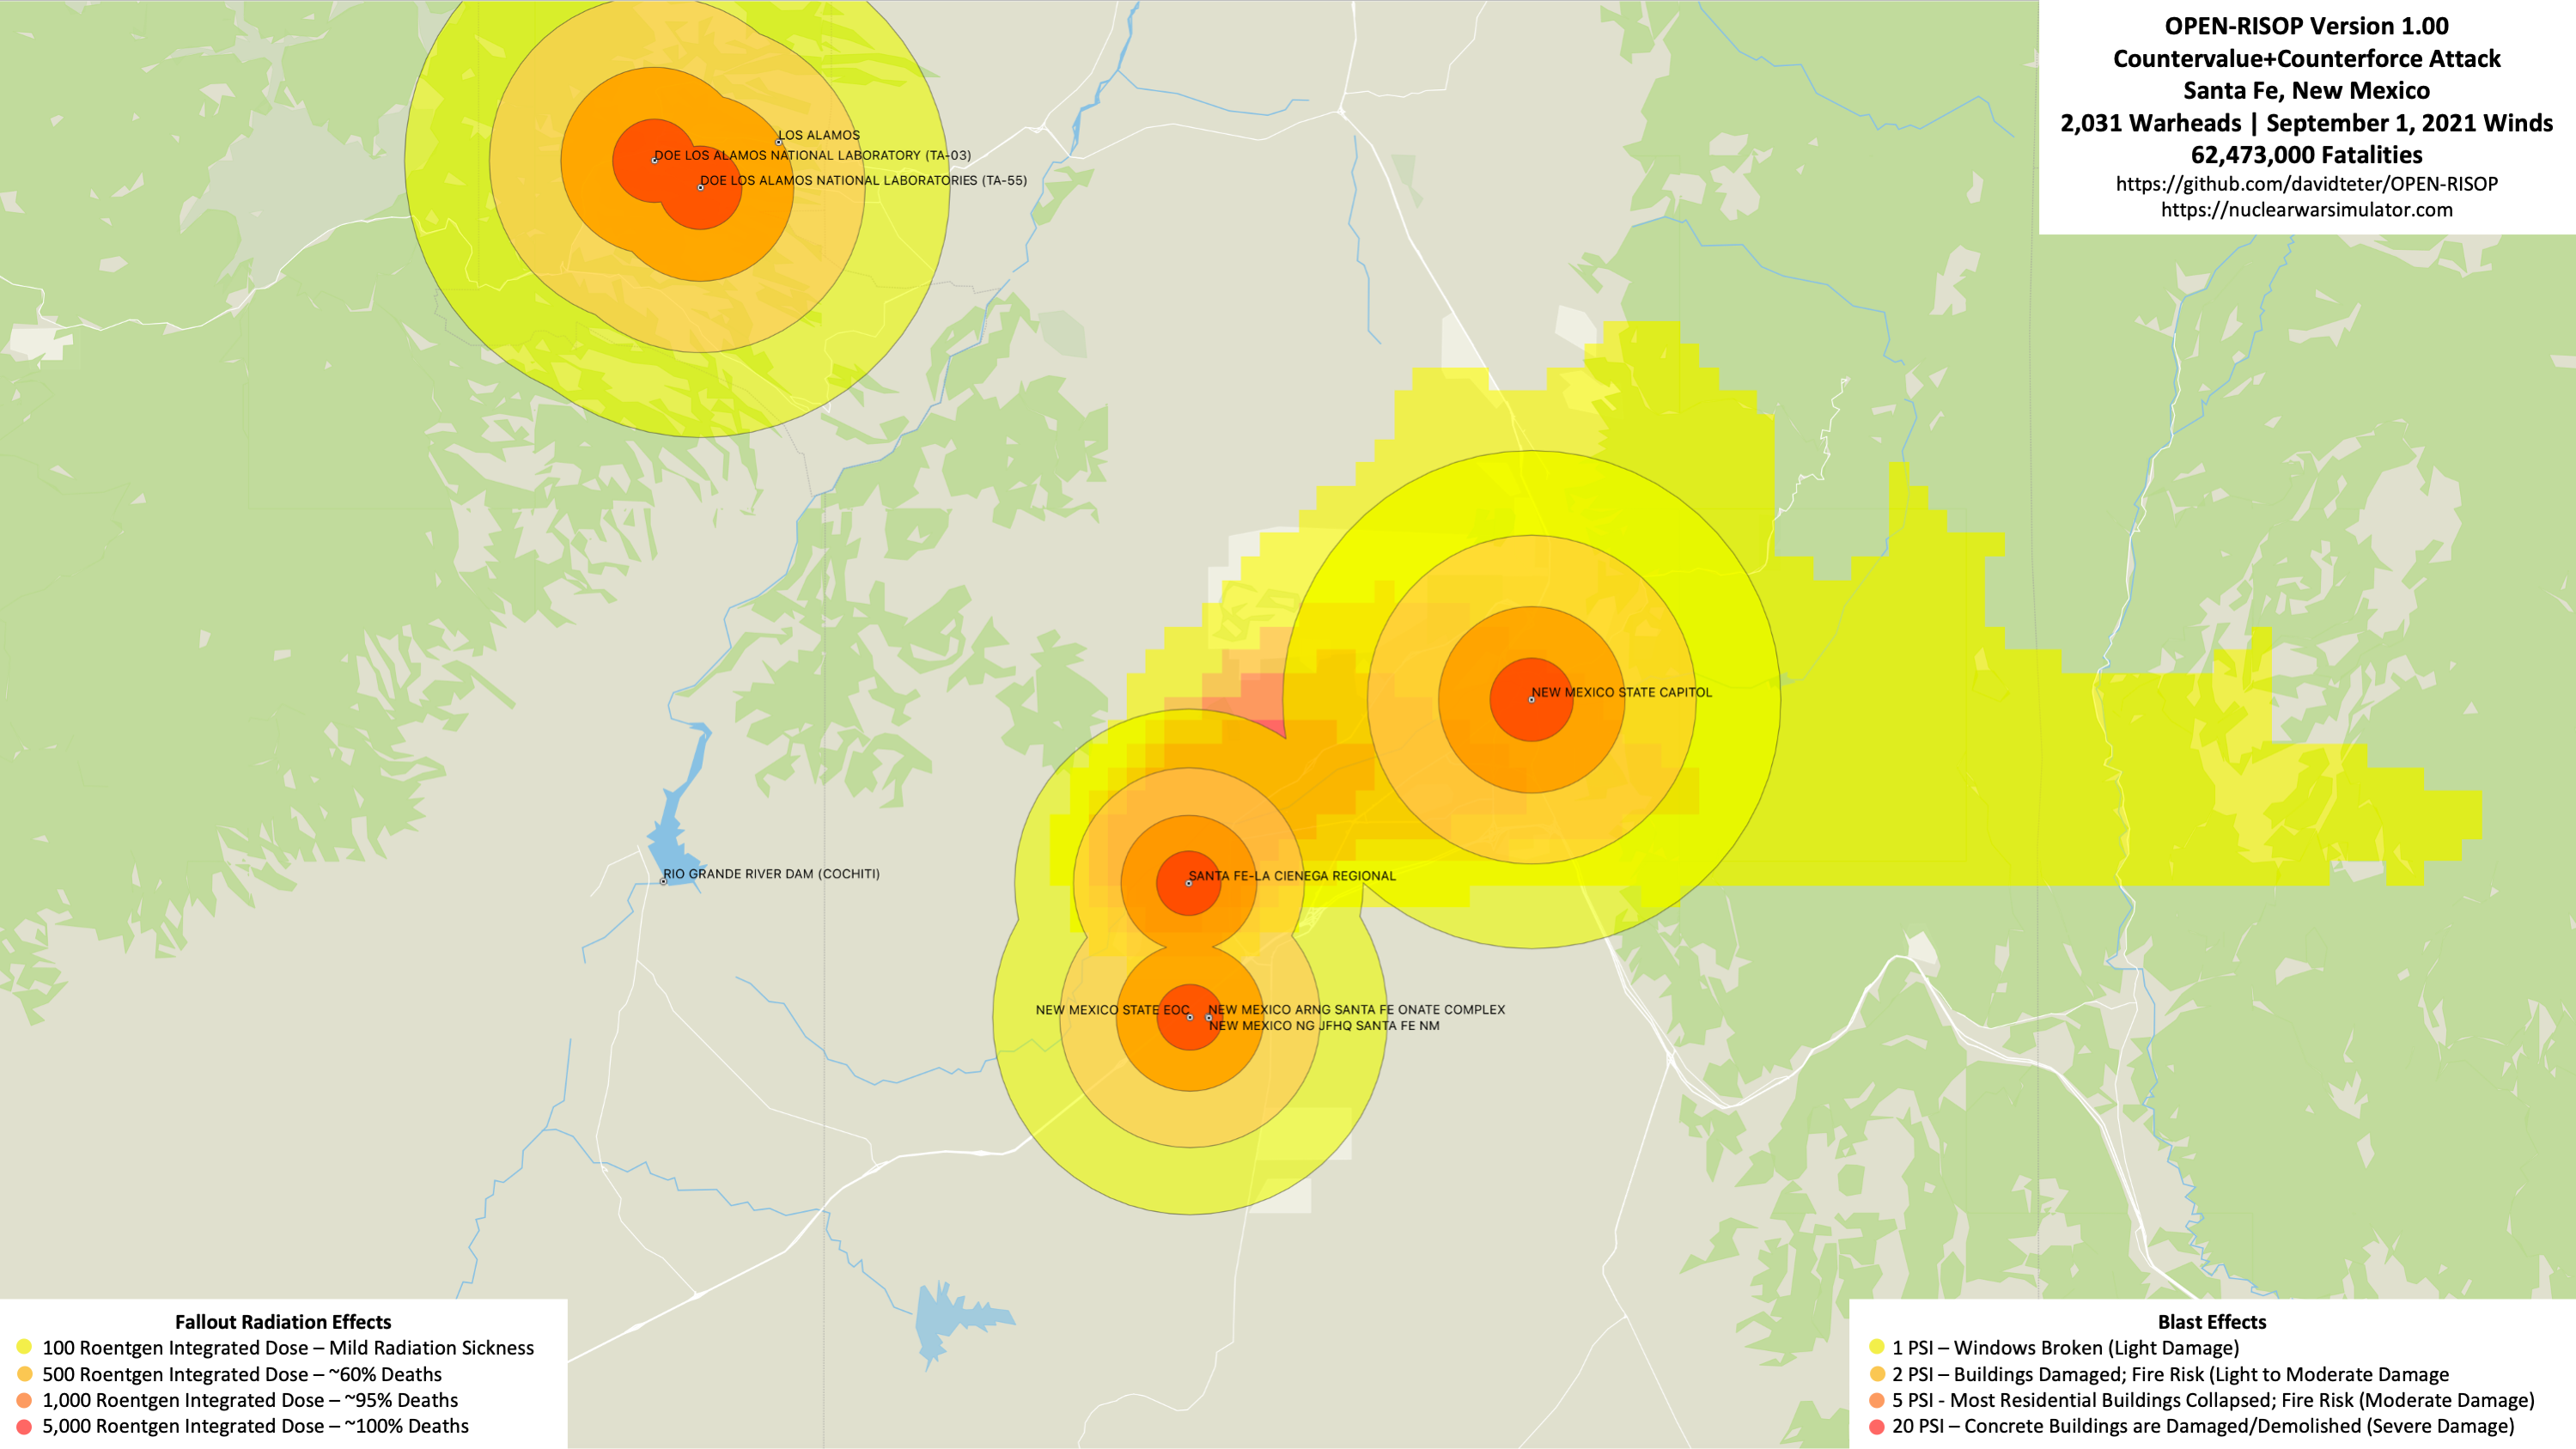 OPEN-RISOP Version 1.00
Countervalue+Counterforce Attack
Santa Fe, New Mexico
2,031 Warheads | September 1, 2021 Winds
62,473,000 Fatalities
https://github.com/davidteter/OPEN-RISOP
https://nuclearwarsimulator.com
LOS ALAMOS
DOE LOS ALAMOS NATIONAL LABORATORY (TA-03)
DOE LOS ALAMOS NATIONAL LABORATORIES (TA-55)
NEW MEXICO STATE CAPITOL
RIO GRANDE RIVER DAM (COCHITI)
SANTA FE-LA CIENEGA REGIONAL
NEW MEXICO STATE EOC
NEW MEXICO ARNG SANTA FE ONATE COMPLEX
NEW MEXICO NG JFHQ SANTA FE NM
Fallout Radiation Effects
100 Roentgen Integrated Dose – Mild Radiation Sickness
500 Roentgen Integrated Dose – ~60% Deaths
1,000 Roentgen Integrated Dose – ~95% Deaths
5,000 Roentgen Integrated Dose – ~100% Deaths
Blast Effects
1 PSI – Windows Broken (Light Damage)
2 PSI – Buildings Damaged; Fire Risk (Light to Moderate Damage
5 PSI - Most Residential Buildings Collapsed; Fire Risk (Moderate Damage)
20 PSI – Concrete Buildings are Damaged/Demolished (Severe Damage)